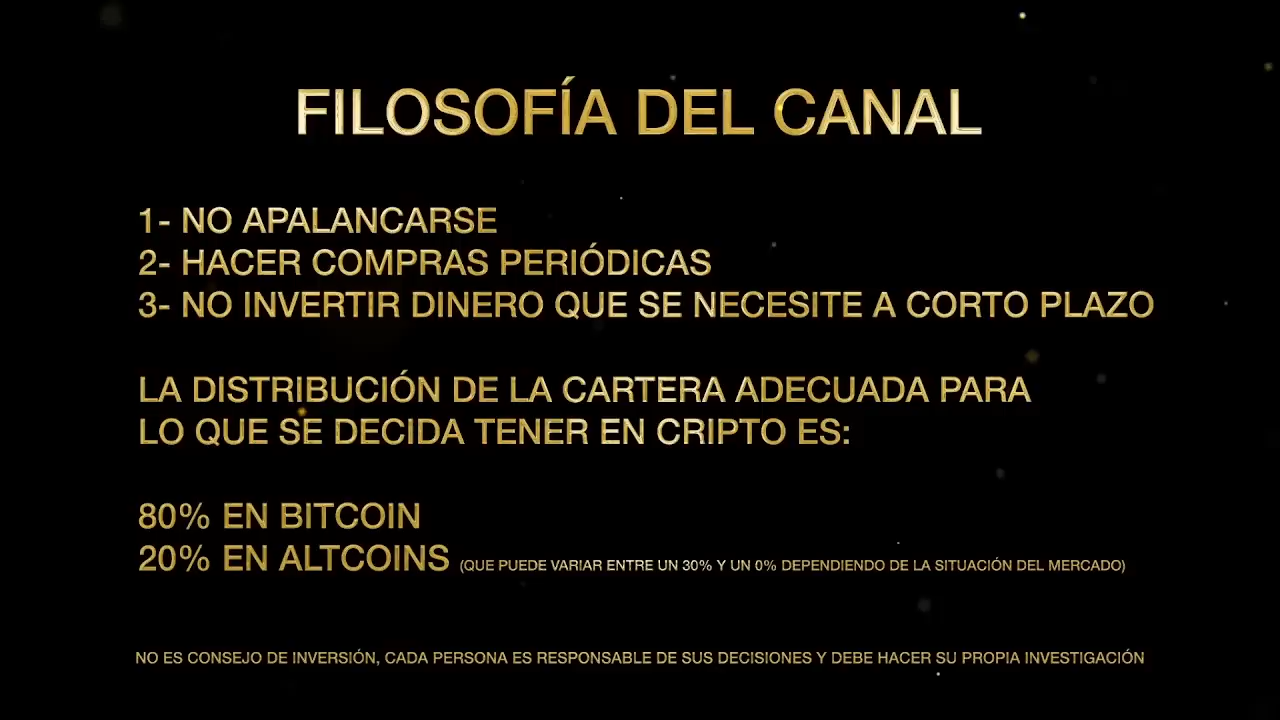 FILOSOFÍA DEL CANAL
1- NO APALANCARSE
2- HACER COMPRAS PERIÓDICAS
3- NO INVERTIR DINERO QUE SE NECESITE A CORTO PLAZO
LA DISTRIBUCIÓN DE LA CARTERA ADECUADA PARA
LO QUE SE DECIDA TENER EN CRIPTO ES:
80% EN BITCOIN
20% EN ALTCOINS (QUE PUEDE VARIAR ENTRE UN 30% Y UN 0% DEPENDIENDO DE LA SITUACIÓN DEL MERCADO)
NO ES CONSEJO DE INVERSIÓN, CADA PERSONA ES RESPONSABLE DE SUS DECISIONES Y DEBE HACER SU PROPIA INVESTIGACIÓN